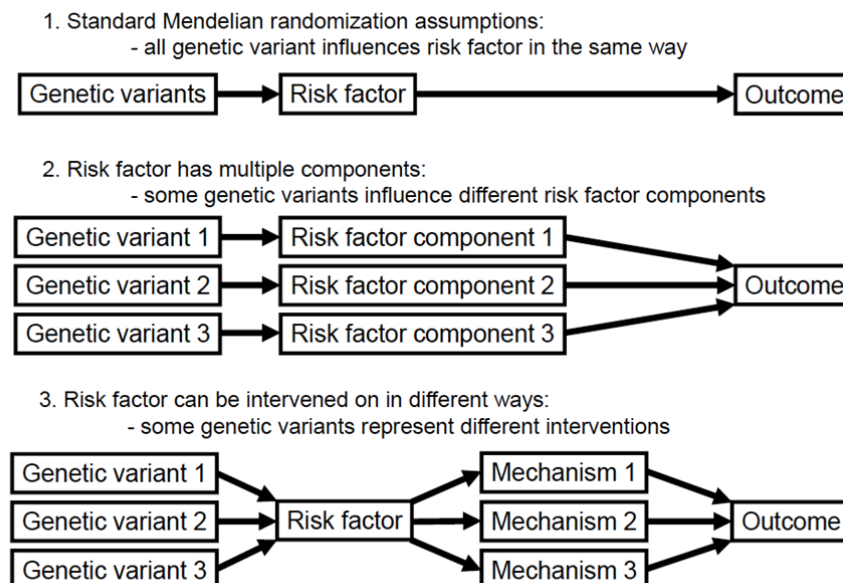 1. Standard Mendelian randomization assumptions:
- all genetic variant influences risk factor in the same way
Genetic variants Risk factor Outcome
2. Risk factor has multiple components:
- some genetic variants influence different risk factor components
Genetic variant 1 Risk factor component 1
Genetic variant 2 Risk factor component 2 Outcome
Genetic variant 3 Risk factor component 3
3. Risk factor can be intervened on in different ways:
- some genetic variants represent different interventions
Genetic variant 1 Mechanism 1
Genetic variant 2 Risk factor Mechanism 2 Outcome
Genetic variant 3 Mechanism 3